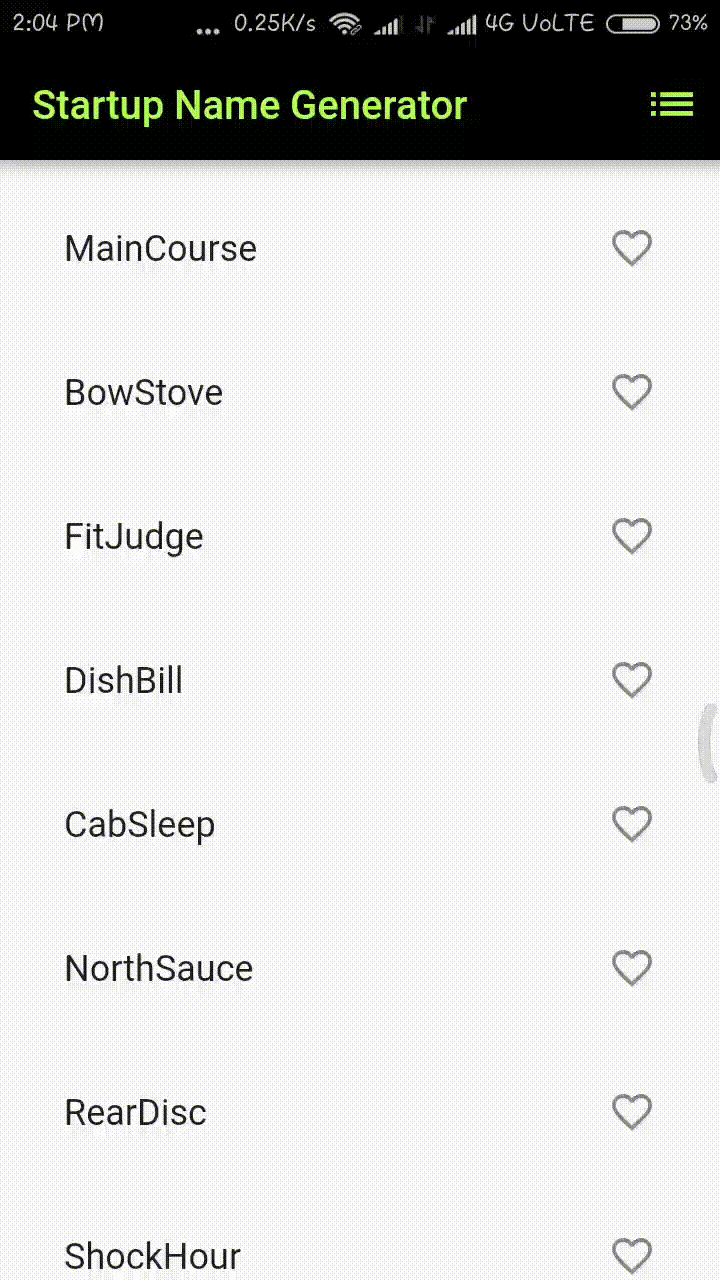 2:04 PM ... 0.25K/s 4G VoLTE 73%
Startup Name Generator
MainCourse
BowStove
FitJudge
DishBill
CabSleep
NorthSauce
RearDisc
ShockHour